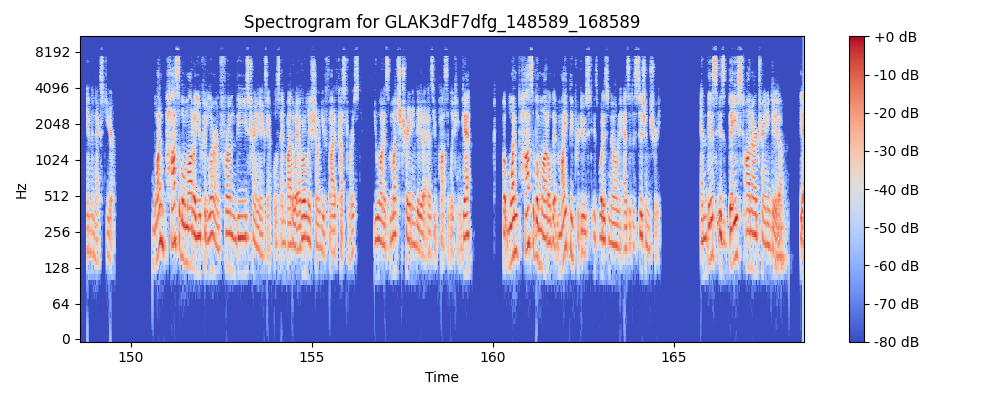 Spectrogram for GLAK3dF7dfg_148589_168589
8192
4096
2048
1024
512
256
128
64
0
Hz
150
155
160
165
Time
+0 dB
-10 dB
-20 dB
-30 dB
-40 dB
-50 dB
-60 dB
-70 dB
-80 dB